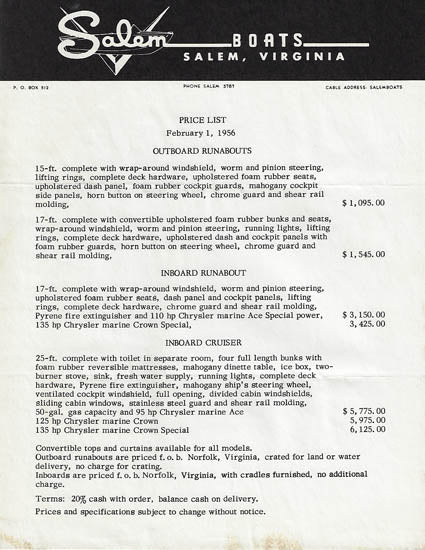 Salem BOATS
SALEM, VIRGINIA
P. O. BOX 512 PHONE SALEM 5781 CABLE ADDRESS: SALEMBOATS
PRICE LIST
February 1, 1956
OUTBOARD RUNABOUTS
15-ft. complete with wrap-around windshield, worm and pinion steering,
lifting rings, complete deck hardware, upholstered foam rubber seats,
upholstered dash panel, foam rubber cockpit guards, mahogany cockpit
side panels, horn button on steering wheel, chrome guard and shear rail
molding, $ 1,095.00
17-ft. complete with convertible upholstered foam rubber bunks and seats,
wrap-around windshield, worm and pinion steering, running lights, lifting
rings, complete deck hardware, upholstered dash and cockpit panels with
foam rubber guards, horn button on steering wheel, chrome guard and
shear rail molding, $ 1,545.00
INBOARD RUNABOUT
17-ft. complete with wrap-around windshield, worm and pinion steering,
upholstered foam rubber seats, dash panel and cockpit panels, lifting
rings, complete deck hardware, chrome guard and shear rail molding,
Pyrene fire extinguisher and 110 hp Chrysler marine Ace Special power, $ 3,150.00
135 hp Chrysler marine Crown Special, 3,425.00
INBOARD CRUISER
25-ft. complete with toilet in separate room, four full length bunks with
foam rubber reversible mattresses, mahogany dinette table, ice box, two-
burner stove, sink, fresh water supply, running lights, complete deck
hardware, Pyrene fire extinguisher, mahogany ship's steering wheel,
ventilated cockpit windshield, full opening, divided cabin windshields,
sliding cabin windows, stainless steel guard and shear rail molding,
50-gal. gas capacity and 95 hp Chrysler marine Ace $ 5,775.00
125 hp Chrysler marine Crown 5,975.00
135 hp Chrysler marine Crown Special 6,125.00
Convertible tops and curtains available for all models.
Outboard runabouts are priced f. o. b. Norfolk, Virginia, crated for land or water
delivery, no charge for crating.
Inboards are priced f. o. b. Norfolk, Virginia, with cradles furnished, no additional
charge.
Terms: 20% cash with order, balance cash on delivery.
Prices and specifications subject to change without notice.